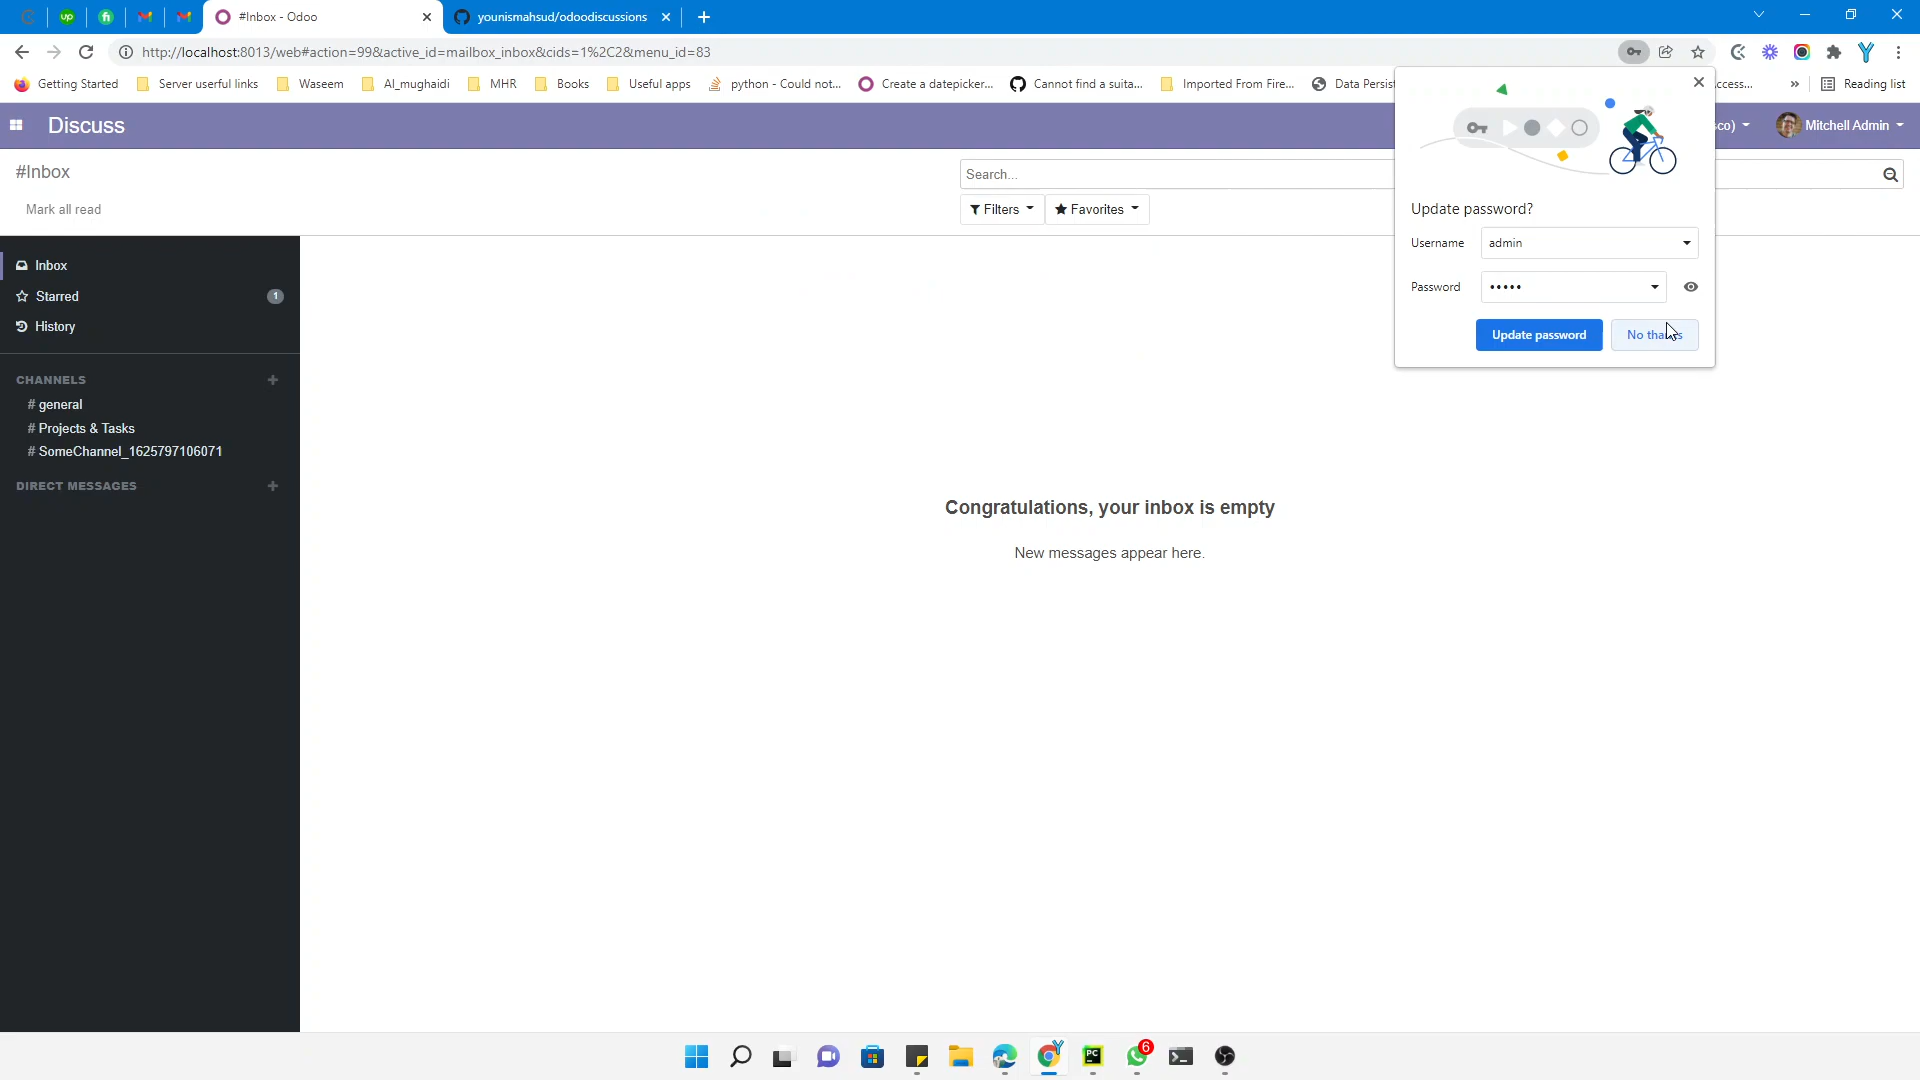 #Inbox - Odoo
younismahsud/odoodiscussions
http://localhost:8013/web#action=99&active_id=mailbox_inbox&cids=1%2C2&menu_id=83
Getting Started Server userful links Waseem Al_mughaidi MHR Books Useful apps python - Could not... Create a datepicker... Cannot find a suita... Imported From Fire... Data Persist ccess... » Reading list
Discuss
sco) Mitchell Admin
#Inbox
Search...
Mark all read
Filters
Favorites
Inbox
Starred 1
History
CHANNELS
# general
# Projects & Tasks
# SomeChannel_1625797106071
DIRECT MESSAGES
Congratulations, your inbox is empty
New messages appear here.
Update password?
Username admin
Password •••••
Update password
6